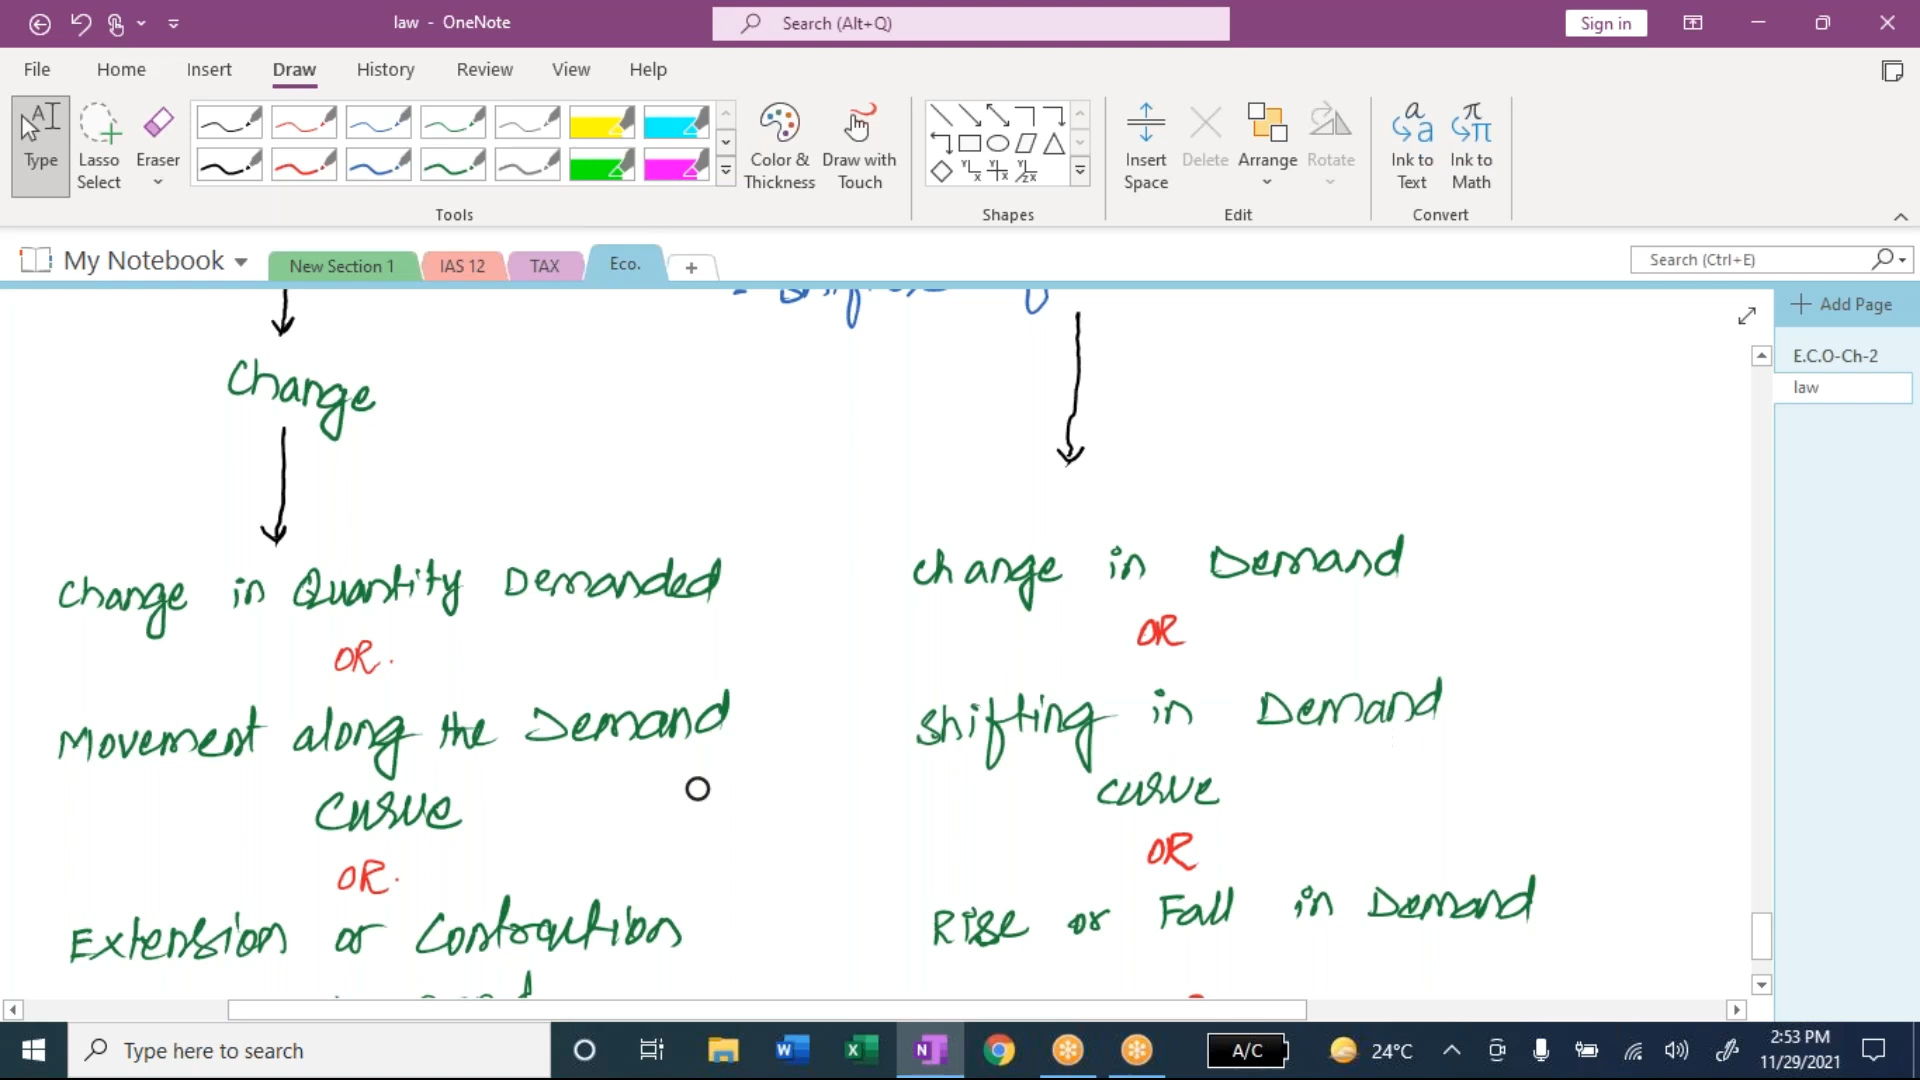 law - OneNote
Search (Alt+Q)
Sign in
File Home Insert Draw History Review View Help
Type
Lasso Select
Eraser
Color & Thickness
Draw with Touch
Insert Space
Delete
Arrange
Rotate
Ink to Text
Ink to Math
Tools
Shapes
Edit
Convert
My Notebook
New Section 1
IAS 12
TAX
Eco.
Search (Ctrl+E)
Add Page
E.C.O-Ch-2
law
Change
Change in Quantity Demanded
OR.
Movement along the Demand
Curve
OR.
Extension or Contraction
Change in Demand
OR
Shifting in Demand
Curve
OR
Rise or Fall in Demand
Type here to search
A/C
24°C
2:53 PM
11/29/2021